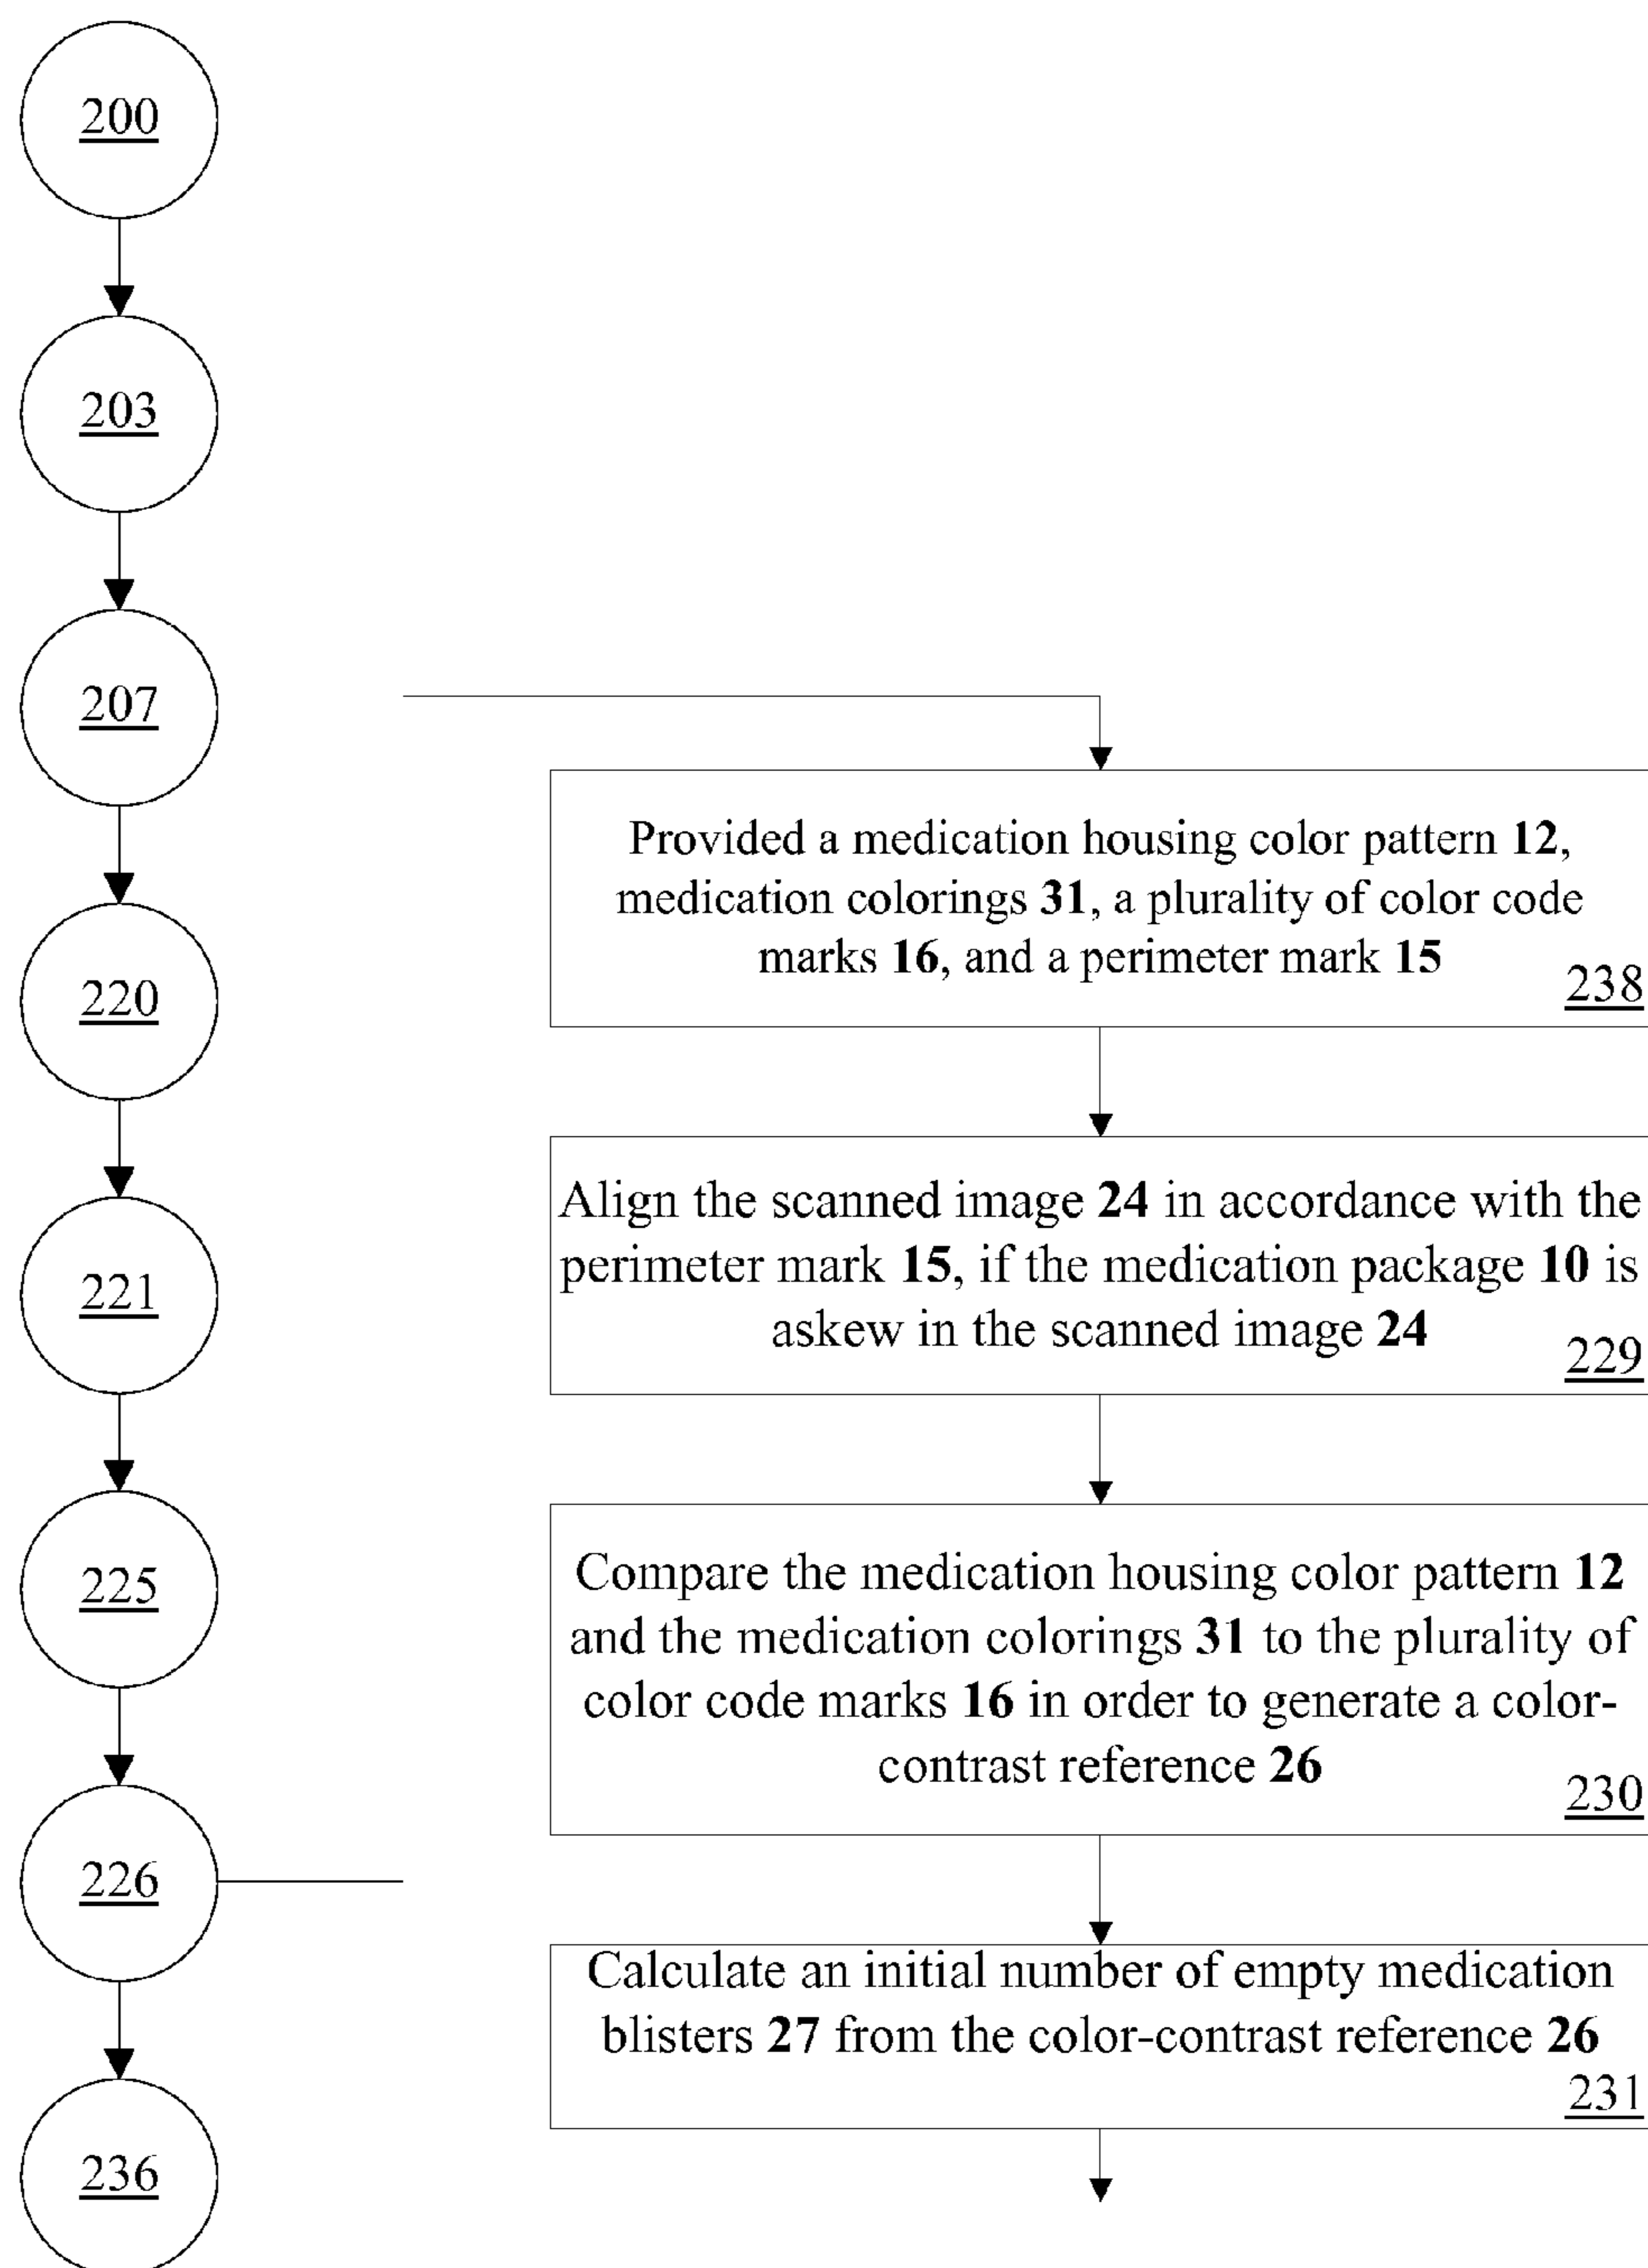 200
203
207
220
221
225
226
236
Provided a medication housing color pattern 12,
medication colorings 31, a plurality of color code
marks 16, and a perimeter mark 15
238
Align the scanned image 24 in accordance with the
perimeter mark 15, if the medication package 10 is
askew in the scanned image 24
229
Compare the medication housing color pattern 12
and the medication colorings 31 to the plurality of
color code marks 16 in order to generate a color-
contrast reference 26
230
Calculate an initial number of empty medication
blisters 27 from the color-contrast reference 26
231